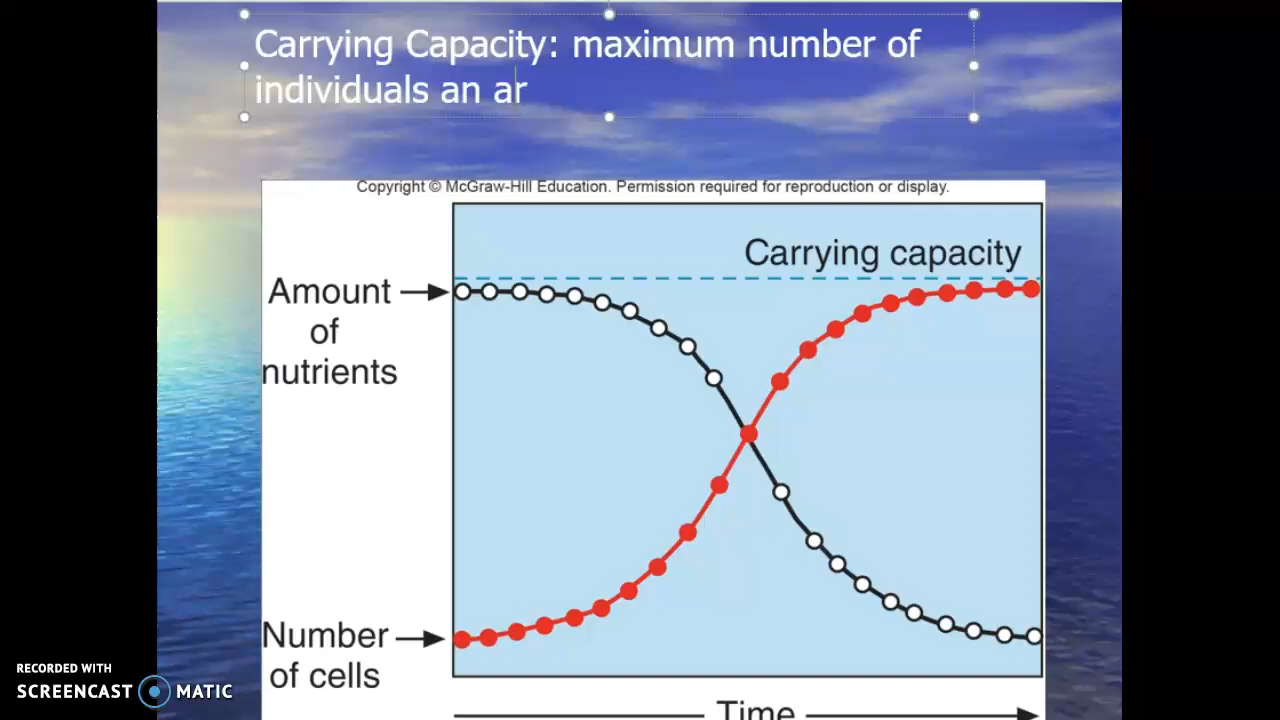 Carrying Capacity: maximum number of
individuals an ar
Copyright © McGraw-Hill Education. Permission required for reproduction or display.
Carrying capacity
Amount
of
nutrients
Number
of cells
Time
RECORDED WITH
SCREENCAST MATIC